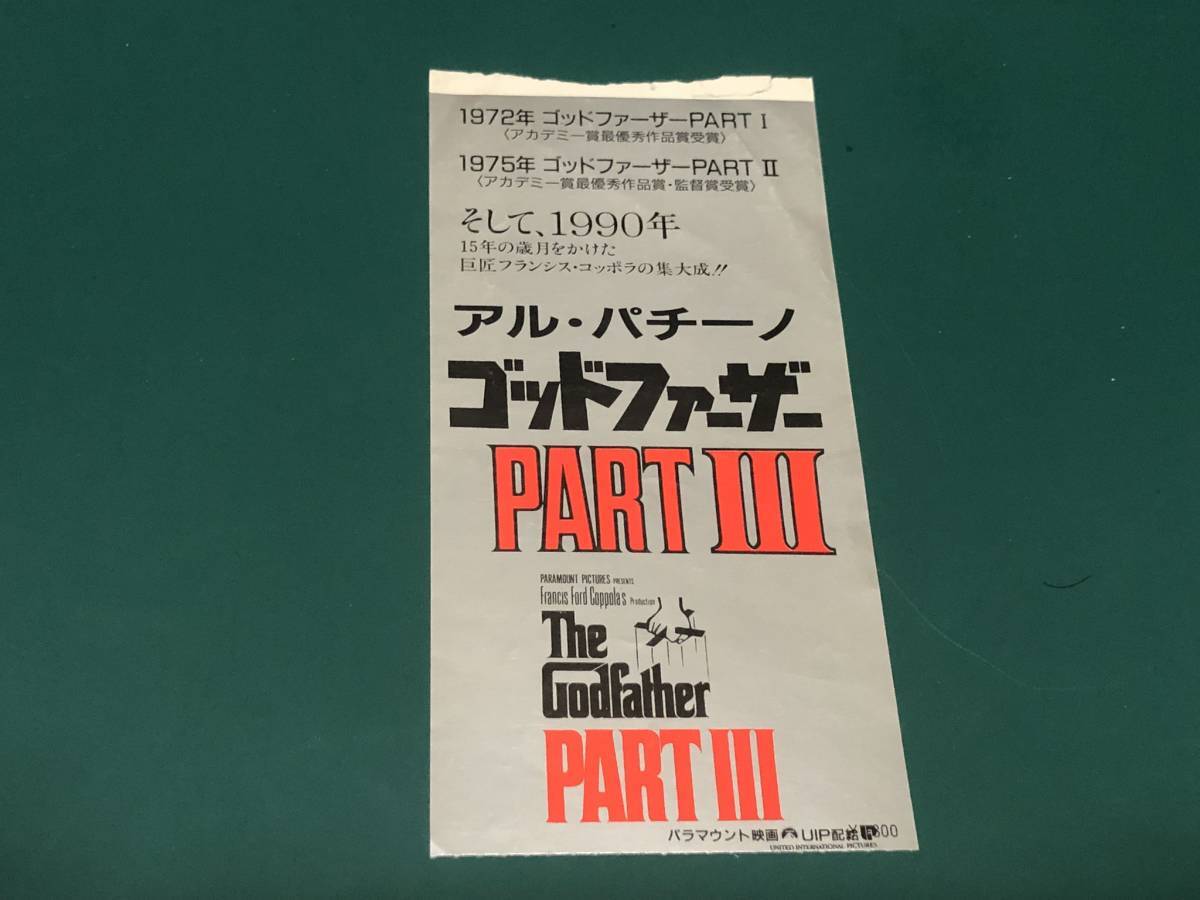 1972年 ゴッドファーザーPART I
〈アカデミー賞最優秀作品賞受賞〉
1975年 ゴッドファーザーPART II
〈アカデミー賞最優秀作品賞・監督賞受賞〉
そして、1990年
15年の歳月をかけた
巨匠フランシス・コッポラの集大成!!
アル・パチーノ
ゴッドファーザー
PART III
PARAMOUNT PICTURES PRESENTS
Francis Ford Coppola's Production
The
Godfather
PART III
パラマウント映画 UIP配給
UNITED INTERNATIONAL PICTURES